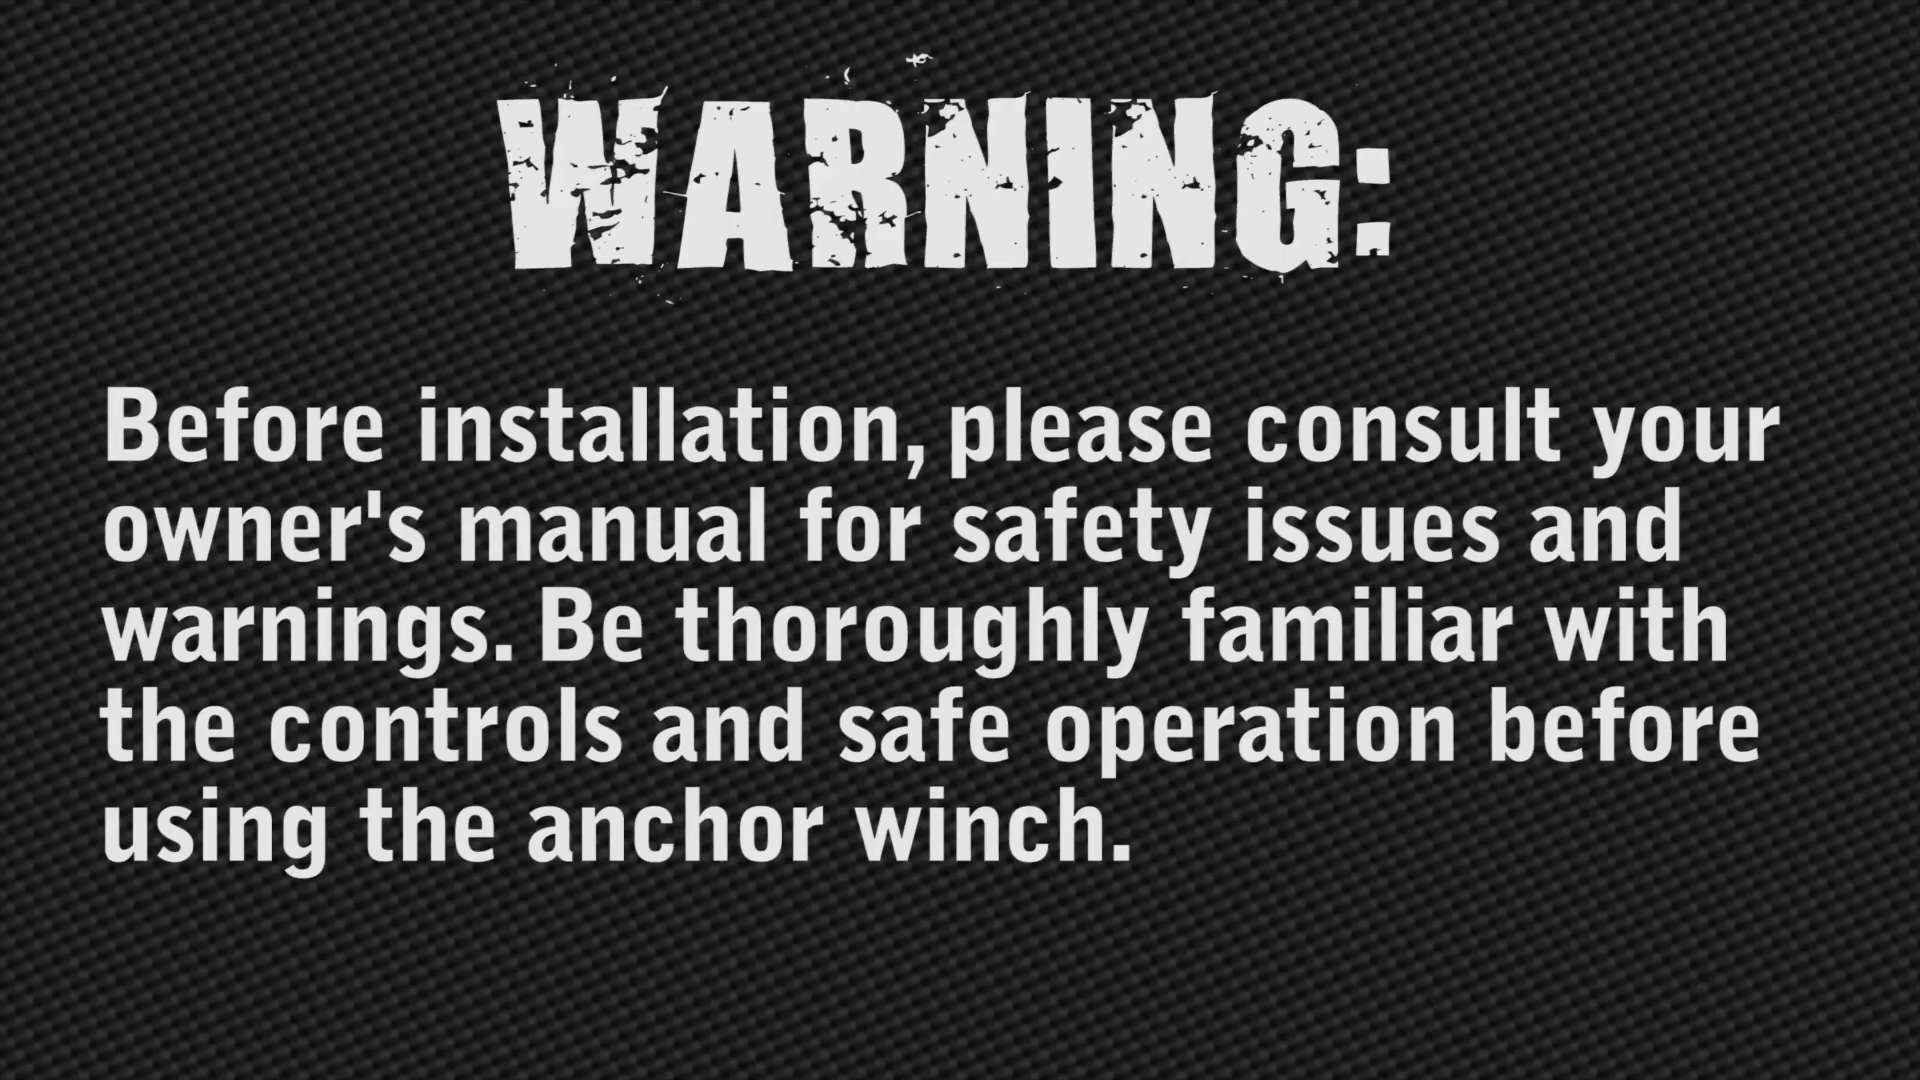 WARNING:
Before installation, please consult your
owner's manual for safety issues and
warnings. Be thoroughly familiar with
the controls and safe operation before
using the anchor winch.